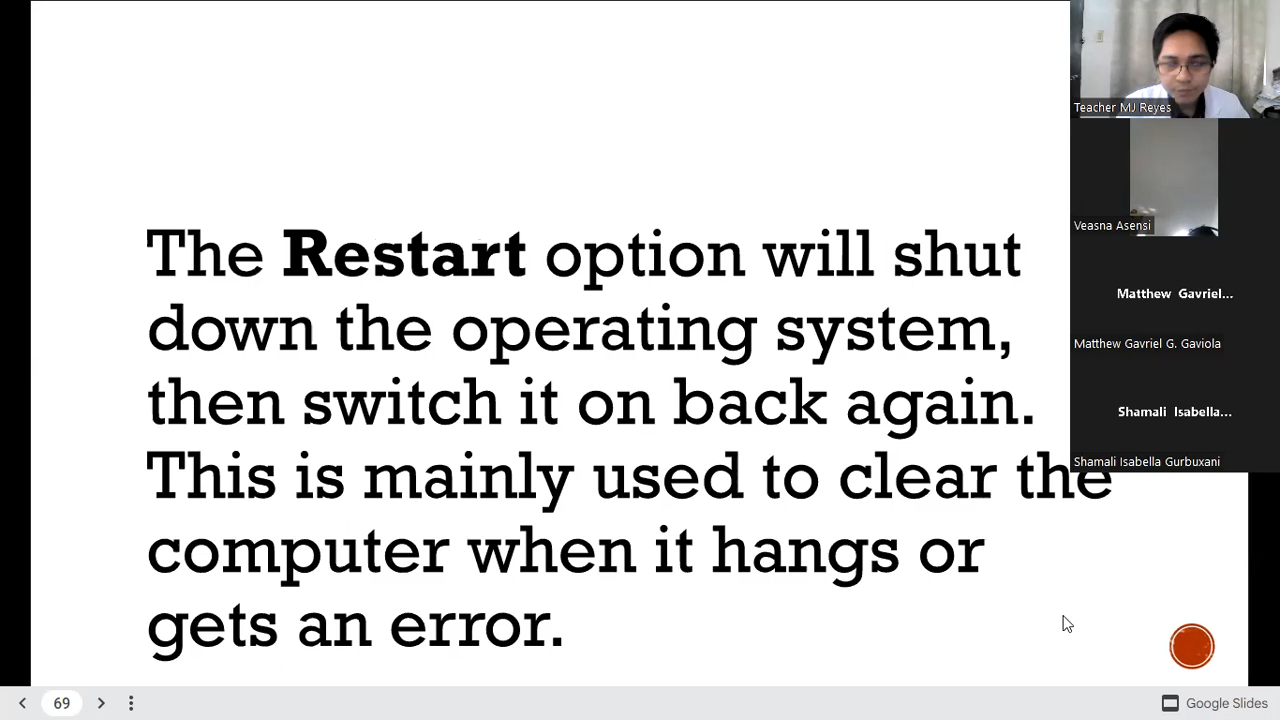 The Restart option will shut
down the operating system,
then switch it on back again.
This is mainly used to clear the
computer when it hangs or
gets an error.
Teacher MJ Reyes
Veasna Asensi
Matthew Gavriel...
Matthew Gavriel G. Gaviola
Shamali Isabella...
Shamali Isabella Gurbuxani
69
Google Slides